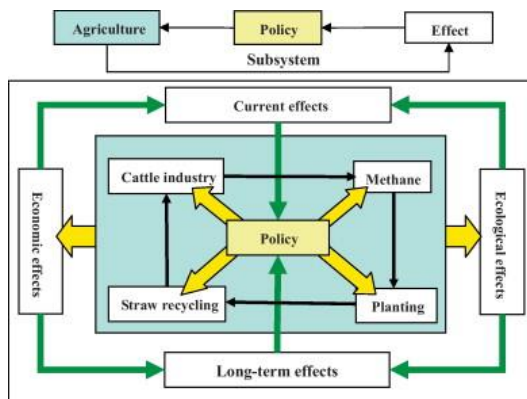 Agriculture
Policy
Effect
Subsystem
Current effects
Economic effects
Cattle industry
Methane
Policy
Straw recycling
Planting
Ecological effects
Long-term effects